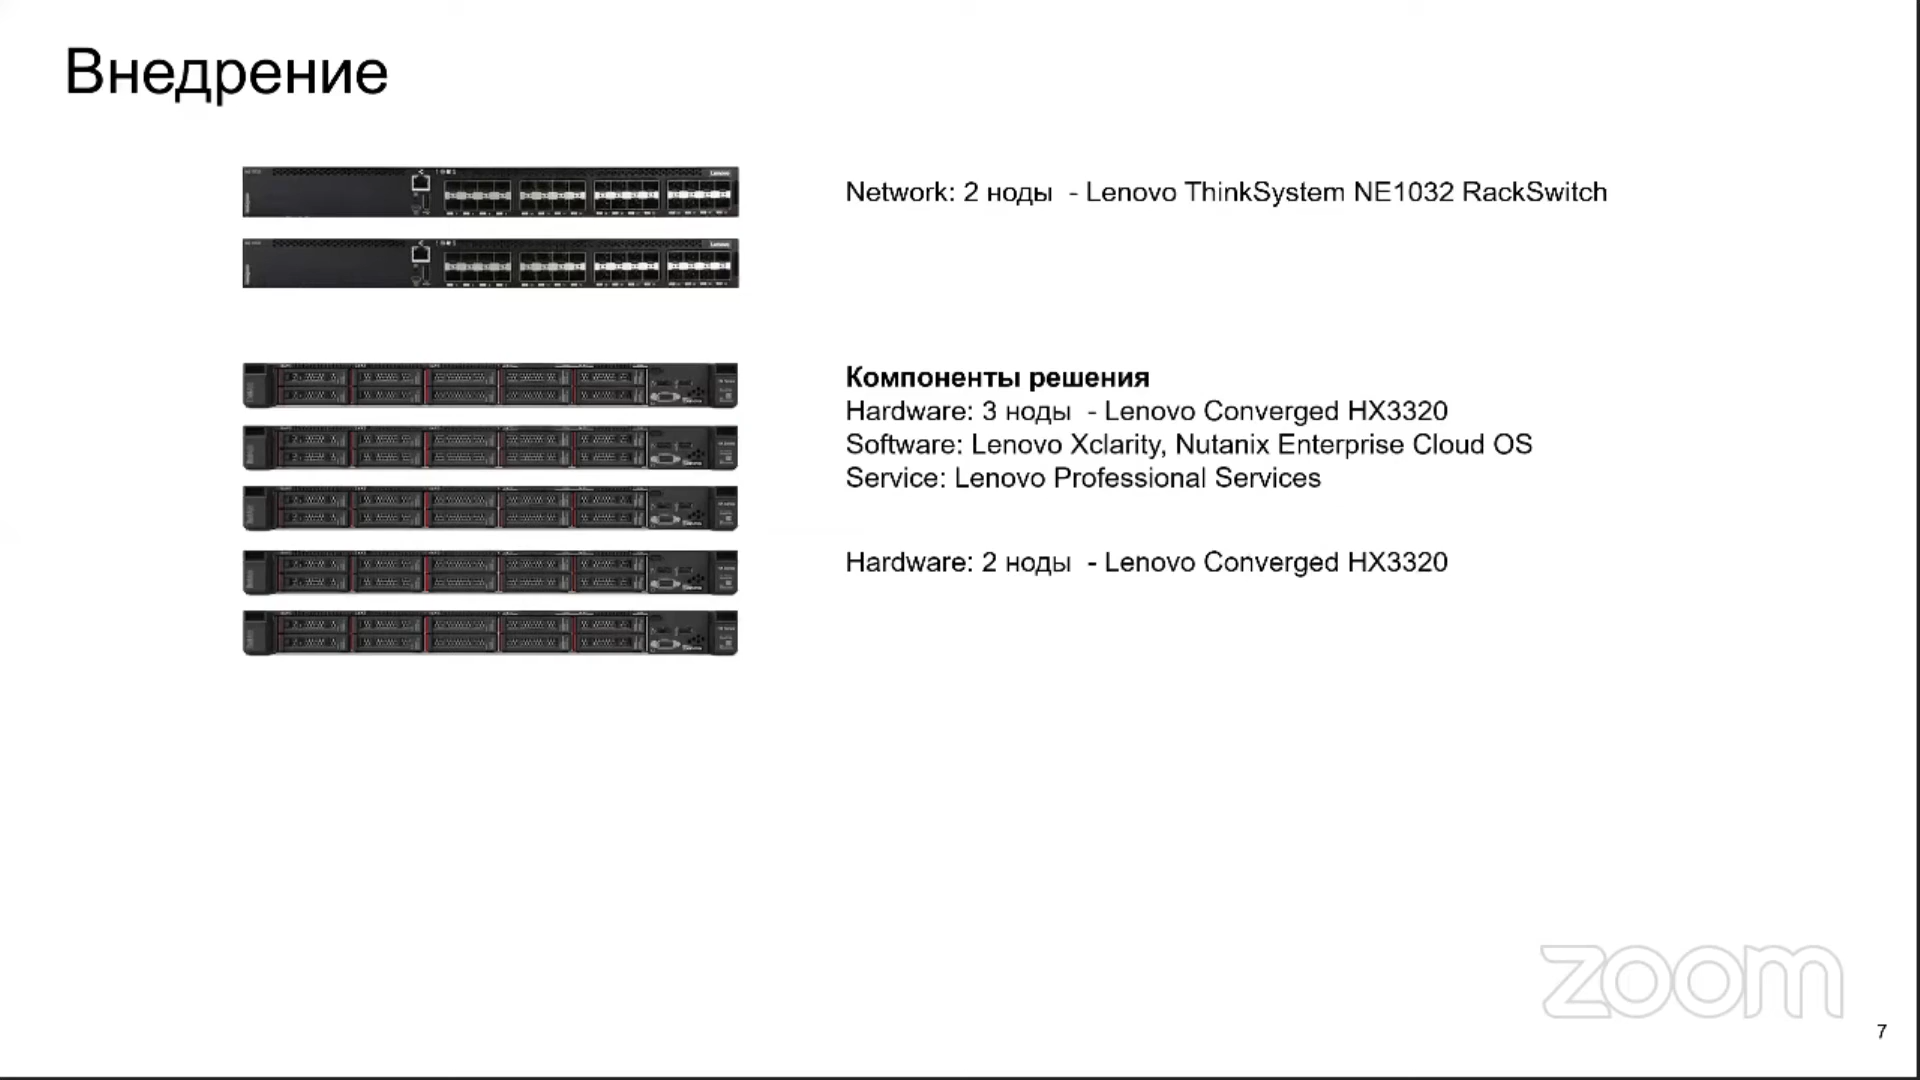 Внедрение
Network: 2 ноды - Lenovo ThinkSystem NE1032 RackSwitch
Компоненты решения
Hardware: 3 ноды - Lenovo Converged HX3320
Software: Lenovo Xclarity, Nutanix Enterprise Cloud OS
Service: Lenovo Professional Services
Hardware: 2 ноды - Lenovo Converged HX3320
zoom
7